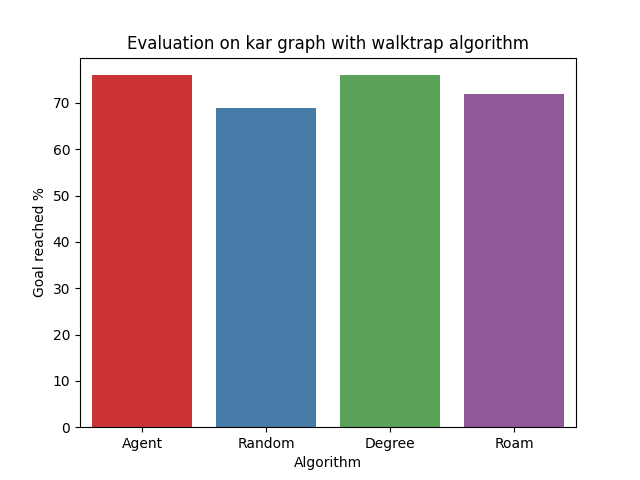 Evaluation on kar graph with walktrap algorithm
Goal reached %
70
60
50
40
30
20
10
0
Agent Random Degree Roam
Algorithm